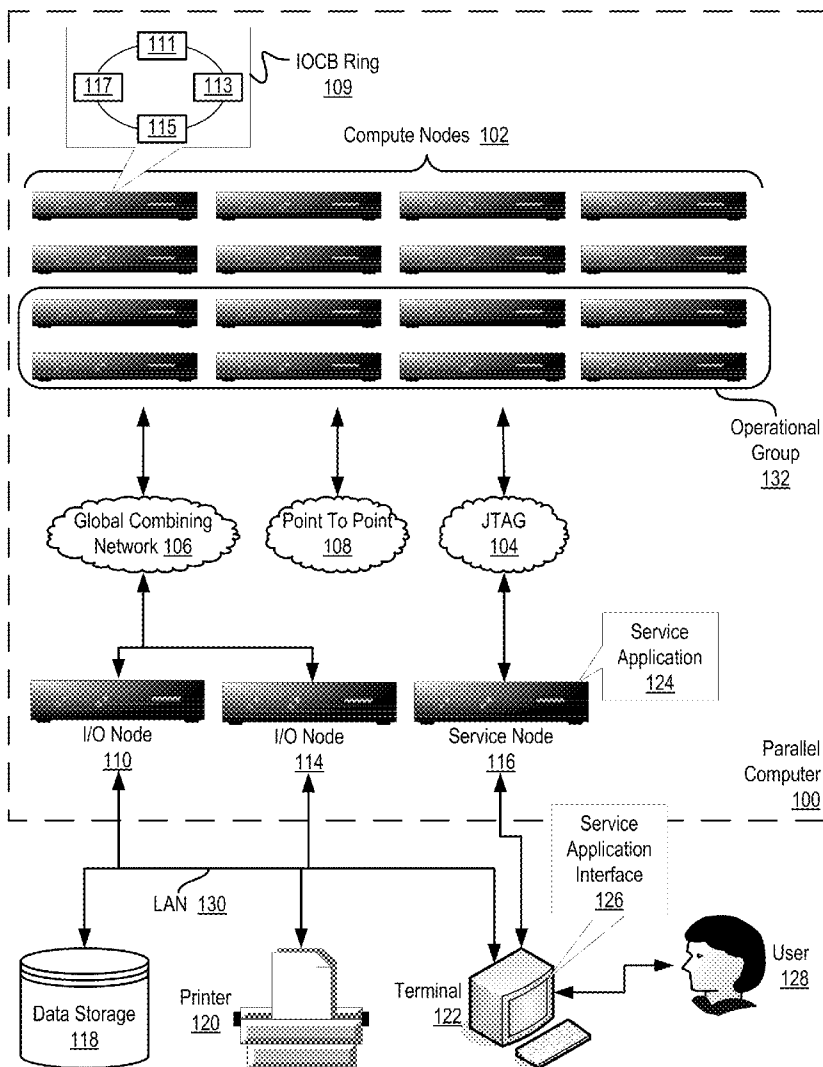 111
117
113
115
IOCB Ring
109
Compute Nodes 102
Operational
Group
132
Global Combining
Network 106
Point To Point
108
JTAG
104
Service
Application
124
I/O Node
110
I/O Node
114
Service Node
116
Parallel
Computer
100
Service
Application
Interface
126
LAN 130
Data Storage
118
Printer
120
Terminal
122
User
128